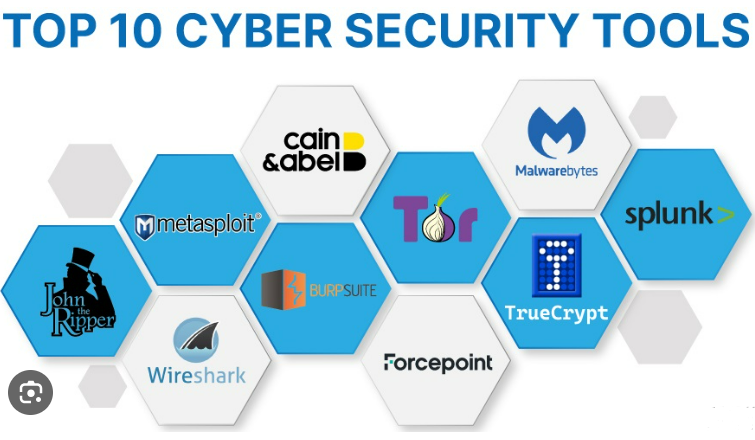 TOP 10 CYBER SECURITY TOOLS
cain
&abel
Malwarebytes
metasploit®
Tor
splunk>
John
the
Ripper
BURPSUITE
TrueCrypt
Wireshark
Forcepoint